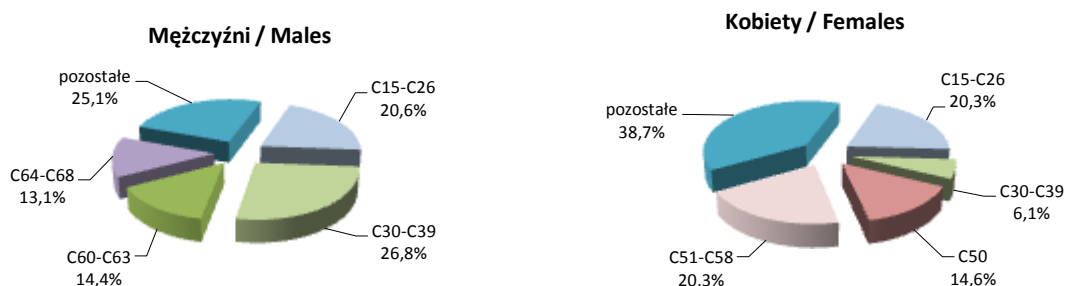 Mężczyźni / Males
pozostałe
25,1%
C15-C26
20,6%
C64-C68
13,1%
C60-C63
14,4%
C30-C39
26,8%
Kobiety / Females
pozostałe
38,7%
C15-C26
20,3%
C30-C39
6,1%
C51-C58
20,3%
C50
14,6%